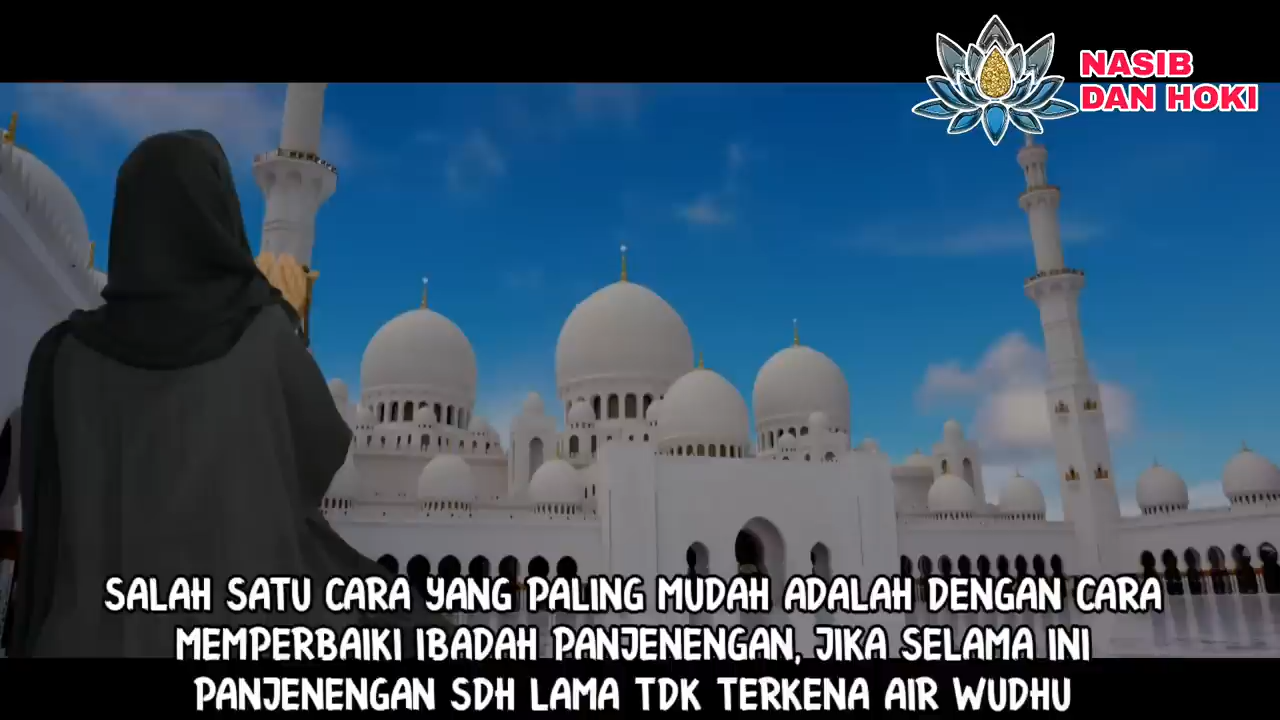 NASIB
DAN HOKI
SALAH SATU CARA YANG PALING MUDAH ADALAH DENGAN CARA
MEMPERBAIKI IBADAH PANJENENGAN, JIKA SELAMA INI
PANJENENGAN SDH LAMA TDK TERKENA AIR WUDHU